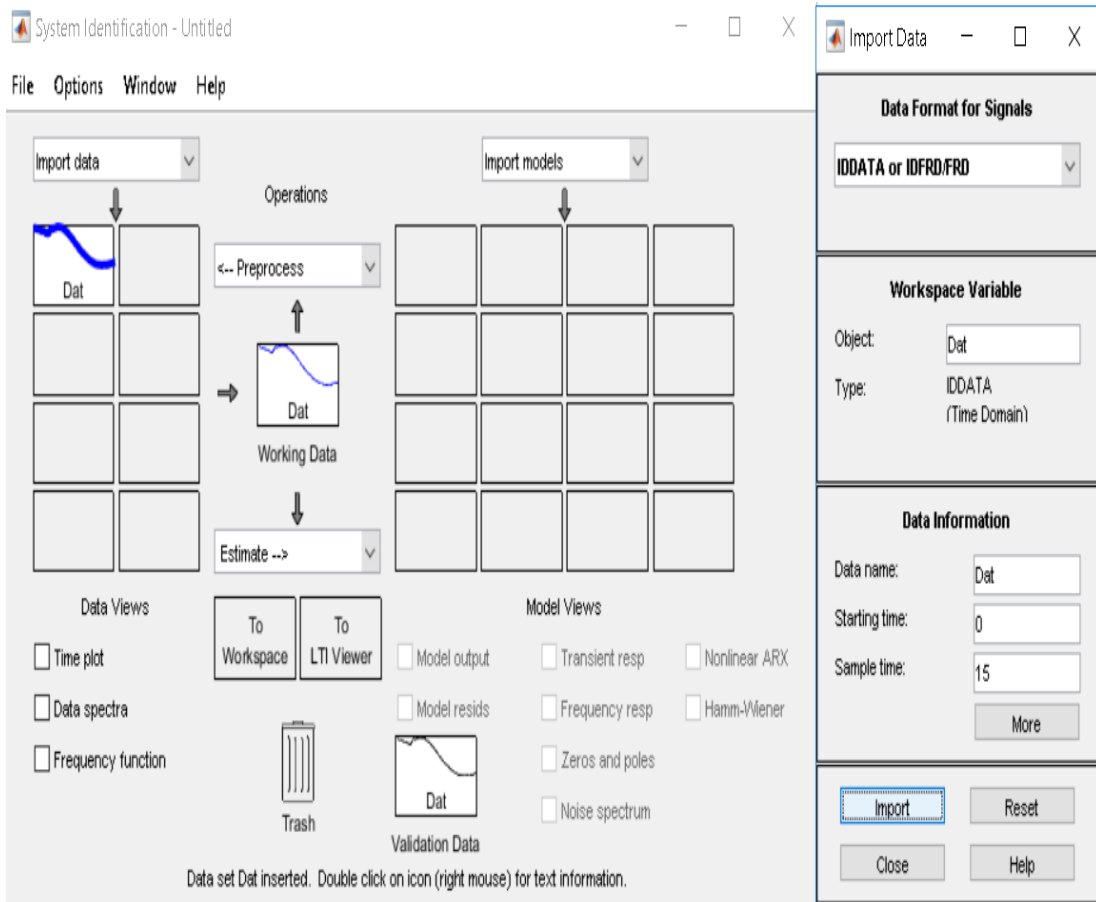 System Identification - Untitled
File Options Window Help
Import data
Import models
Operations
Dat
<-- Preprocess
Dat
Working Data
Estimate -->
Data Views
Time plot
Data spectra
Frequency function
To
Workspace
To
LTI Viewer
Trash
Model Views
Model output
Transient resp
Nonlinear ARX
Model resids
Frequency resp
Hamm-Wiener
Zeros and poles
Noise spectrum
Dat
Validation Data
Data set Dat inserted. Double click on icon (right mouse) for text information.
Import Data
Data Format for Signals
IDDATA or IDFRD/FRD
Workspace Variable
Object: Dat
Type: IDDATA
(Time Domain)
Data Information
Data name: Dat
Starting time: 0
Sample time: 15
More
Import Reset
Close Help